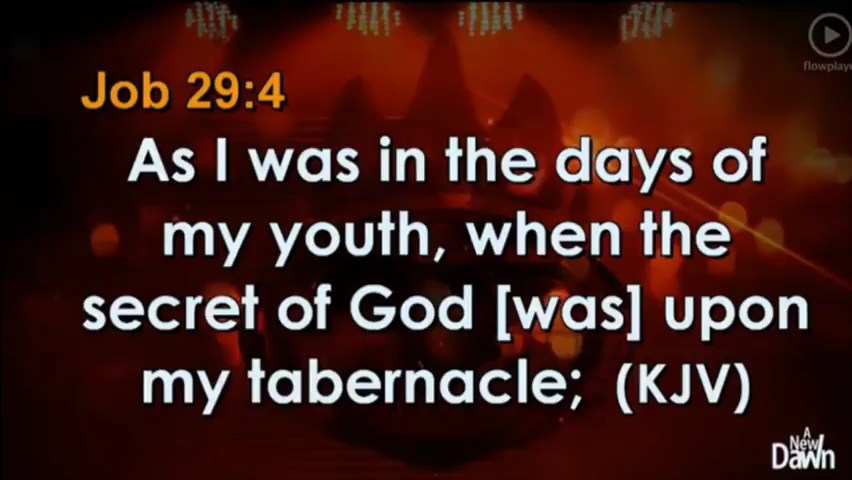 flowplaye
Job 29:4
As I was in the days of
my youth, when the
secret of God [was] upon
my tabernacle; (KJV)
A
New
Dawn